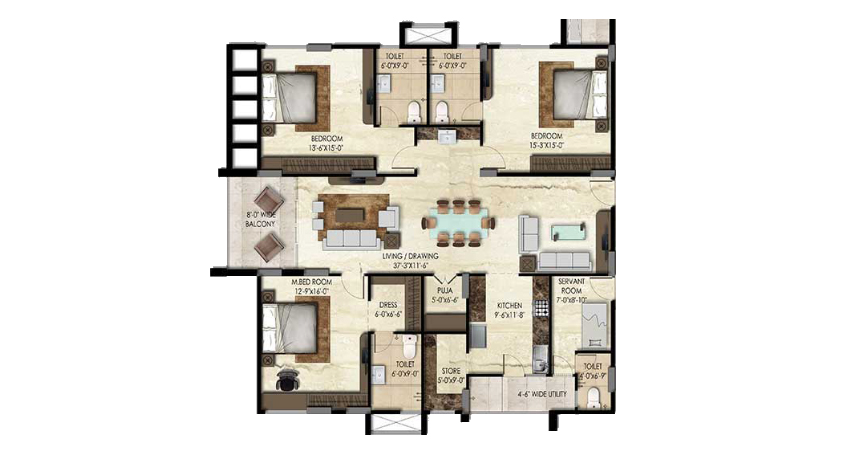 TOILET
6'-0"X9'-0"
TOILET
6'-0"X9'-0"
BEDROOM
13'-6"X15'-0"
BEDROOM
15'-3"X15'-0"
8'-0" WIDE
BALCONY
LIVING / DRAWING
37'-3"X11'-6"
M.BED ROOM
12'-9"X16'-0"
DRESS
6'-0"X6'-6"
PUJA
5'-0"X6'-6"
KITCHEN
9'-6"X11'-8"
SERVANT
ROOM
7'-0"X8'-10"
TOILET
6'-0"X9'-0"
STORE
5'-0"X9'-0"
TOILET
4'-0"X6'-9"
4'-6" WIDE UTILITY